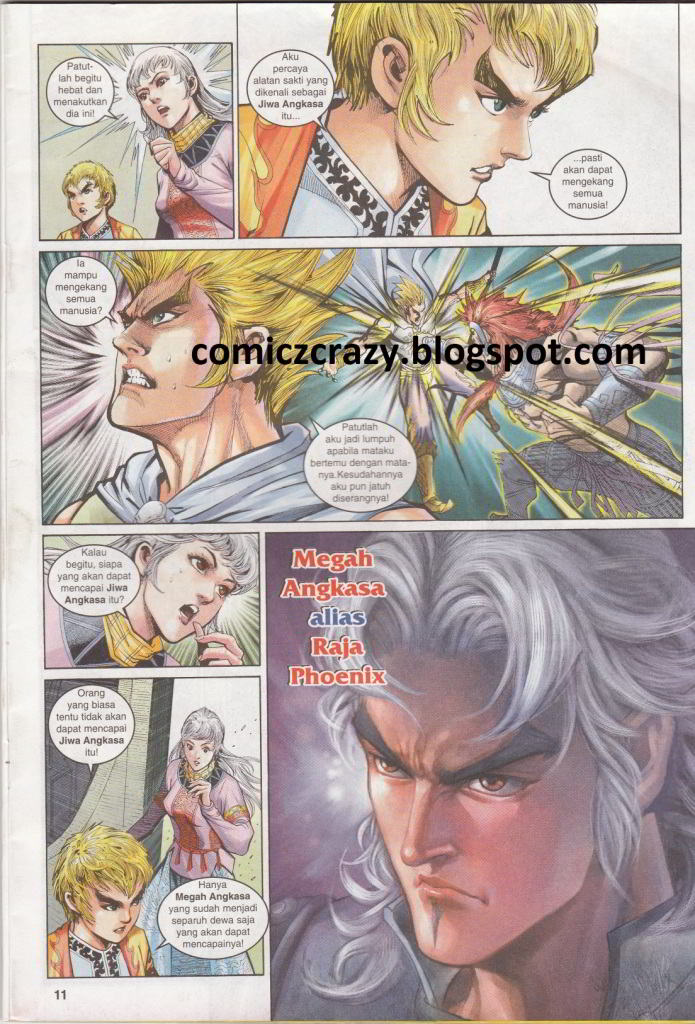 Patut-
lah begitu
hebat dan
menakutkan
dia ini!
Aku
percaya
alatan sakti yang
dikenali sebagai
Jiwa Angkasa
itu...
...pasti
akan dapat
mengekang
semua
manusia!
Ia
mampu
mengekang
semua
manusia?
comiczcrazy.blogspot.com
Patutlah
aku jadi lumpuh
apabila mataku
bertemu dengan mata-
nya.Kesudahannya
aku pun jatuh
diserangnya!
Kalau
begitu, siapa
yang akan dapat
mencapai Jiwa
Angkasa itu?
Megah
Angkasa
alias
Raja
Phoenix
Orang
yang biasa
tentu tidak akan
dapat mencapai
Jiwa Angkasa
itu!
Hanya
Megah Angkasa
yang sudah menjadi
separuh dewa saja
yang akan dapat
mencapainya!
11